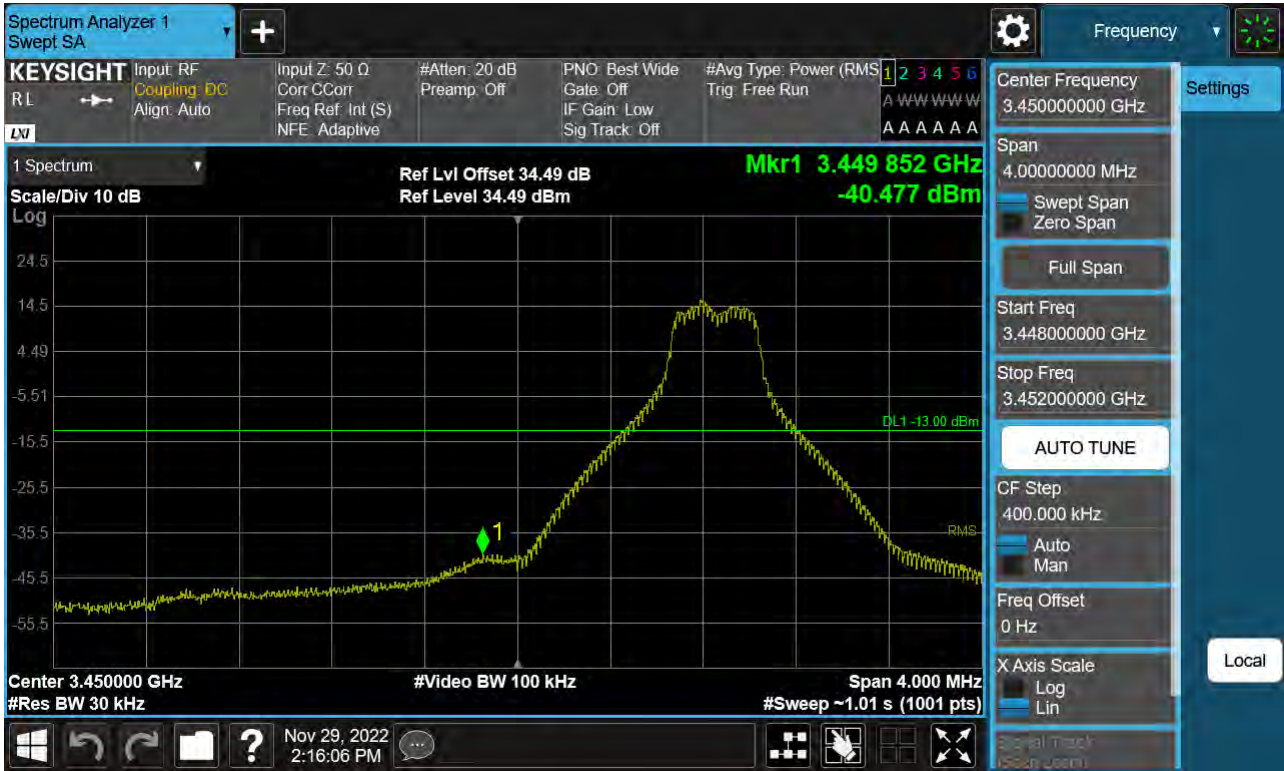 Spectrum Analyzer 1
Swept SA
Frequency
KEYSIGHT
RL
LXI
Input: RF
Coupling: DC
Align: Auto
Input Z: 50 Ω
Corr CCorr
Freq Ref: Int (S)
NFE: Adaptive
#Atten: 20 dB
Preamp: Off
PNO: Best Wide
Gate: Off
IF Gain: Low
Sig Track: Off
#Avg Type: Power (RMS
Trig: Free Run
1 2 3 4 5 6
A W W W W W
A A A A A A
1 Spectrum
Scale/Div 10 dB
Log
Ref Lvl Offset 34.49 dB
Ref Level 34.49 dBm
Mkr1 3.449 852 GHz
-40.477 dBm
24.5
14.5
4.49
-5.51
-15.5
-25.5
-35.5
-45.5
-55.5
DL1 -13.00 dBm
1
RMS
Center 3.450000 GHz
#Res BW 30 kHz
#Video BW 100 kHz
Span 4.000 MHz
#Sweep ~1.01 s (1001 pts)
Center Frequency
3.450000000 GHz
Settings
Span
4.00000000 MHz
Swept Span
Zero Span
Full Span
Start Freq
3.448000000 GHz
Stop Freq
3.452000000 GHz
AUTO TUNE
CF Step
400.000 kHz
Auto
Man
Freq Offset
0 Hz
X Axis Scale
Log
Lin
Signal Track
(Span Zoom)
Local
?
Nov 29, 2022
2:16:06 PM